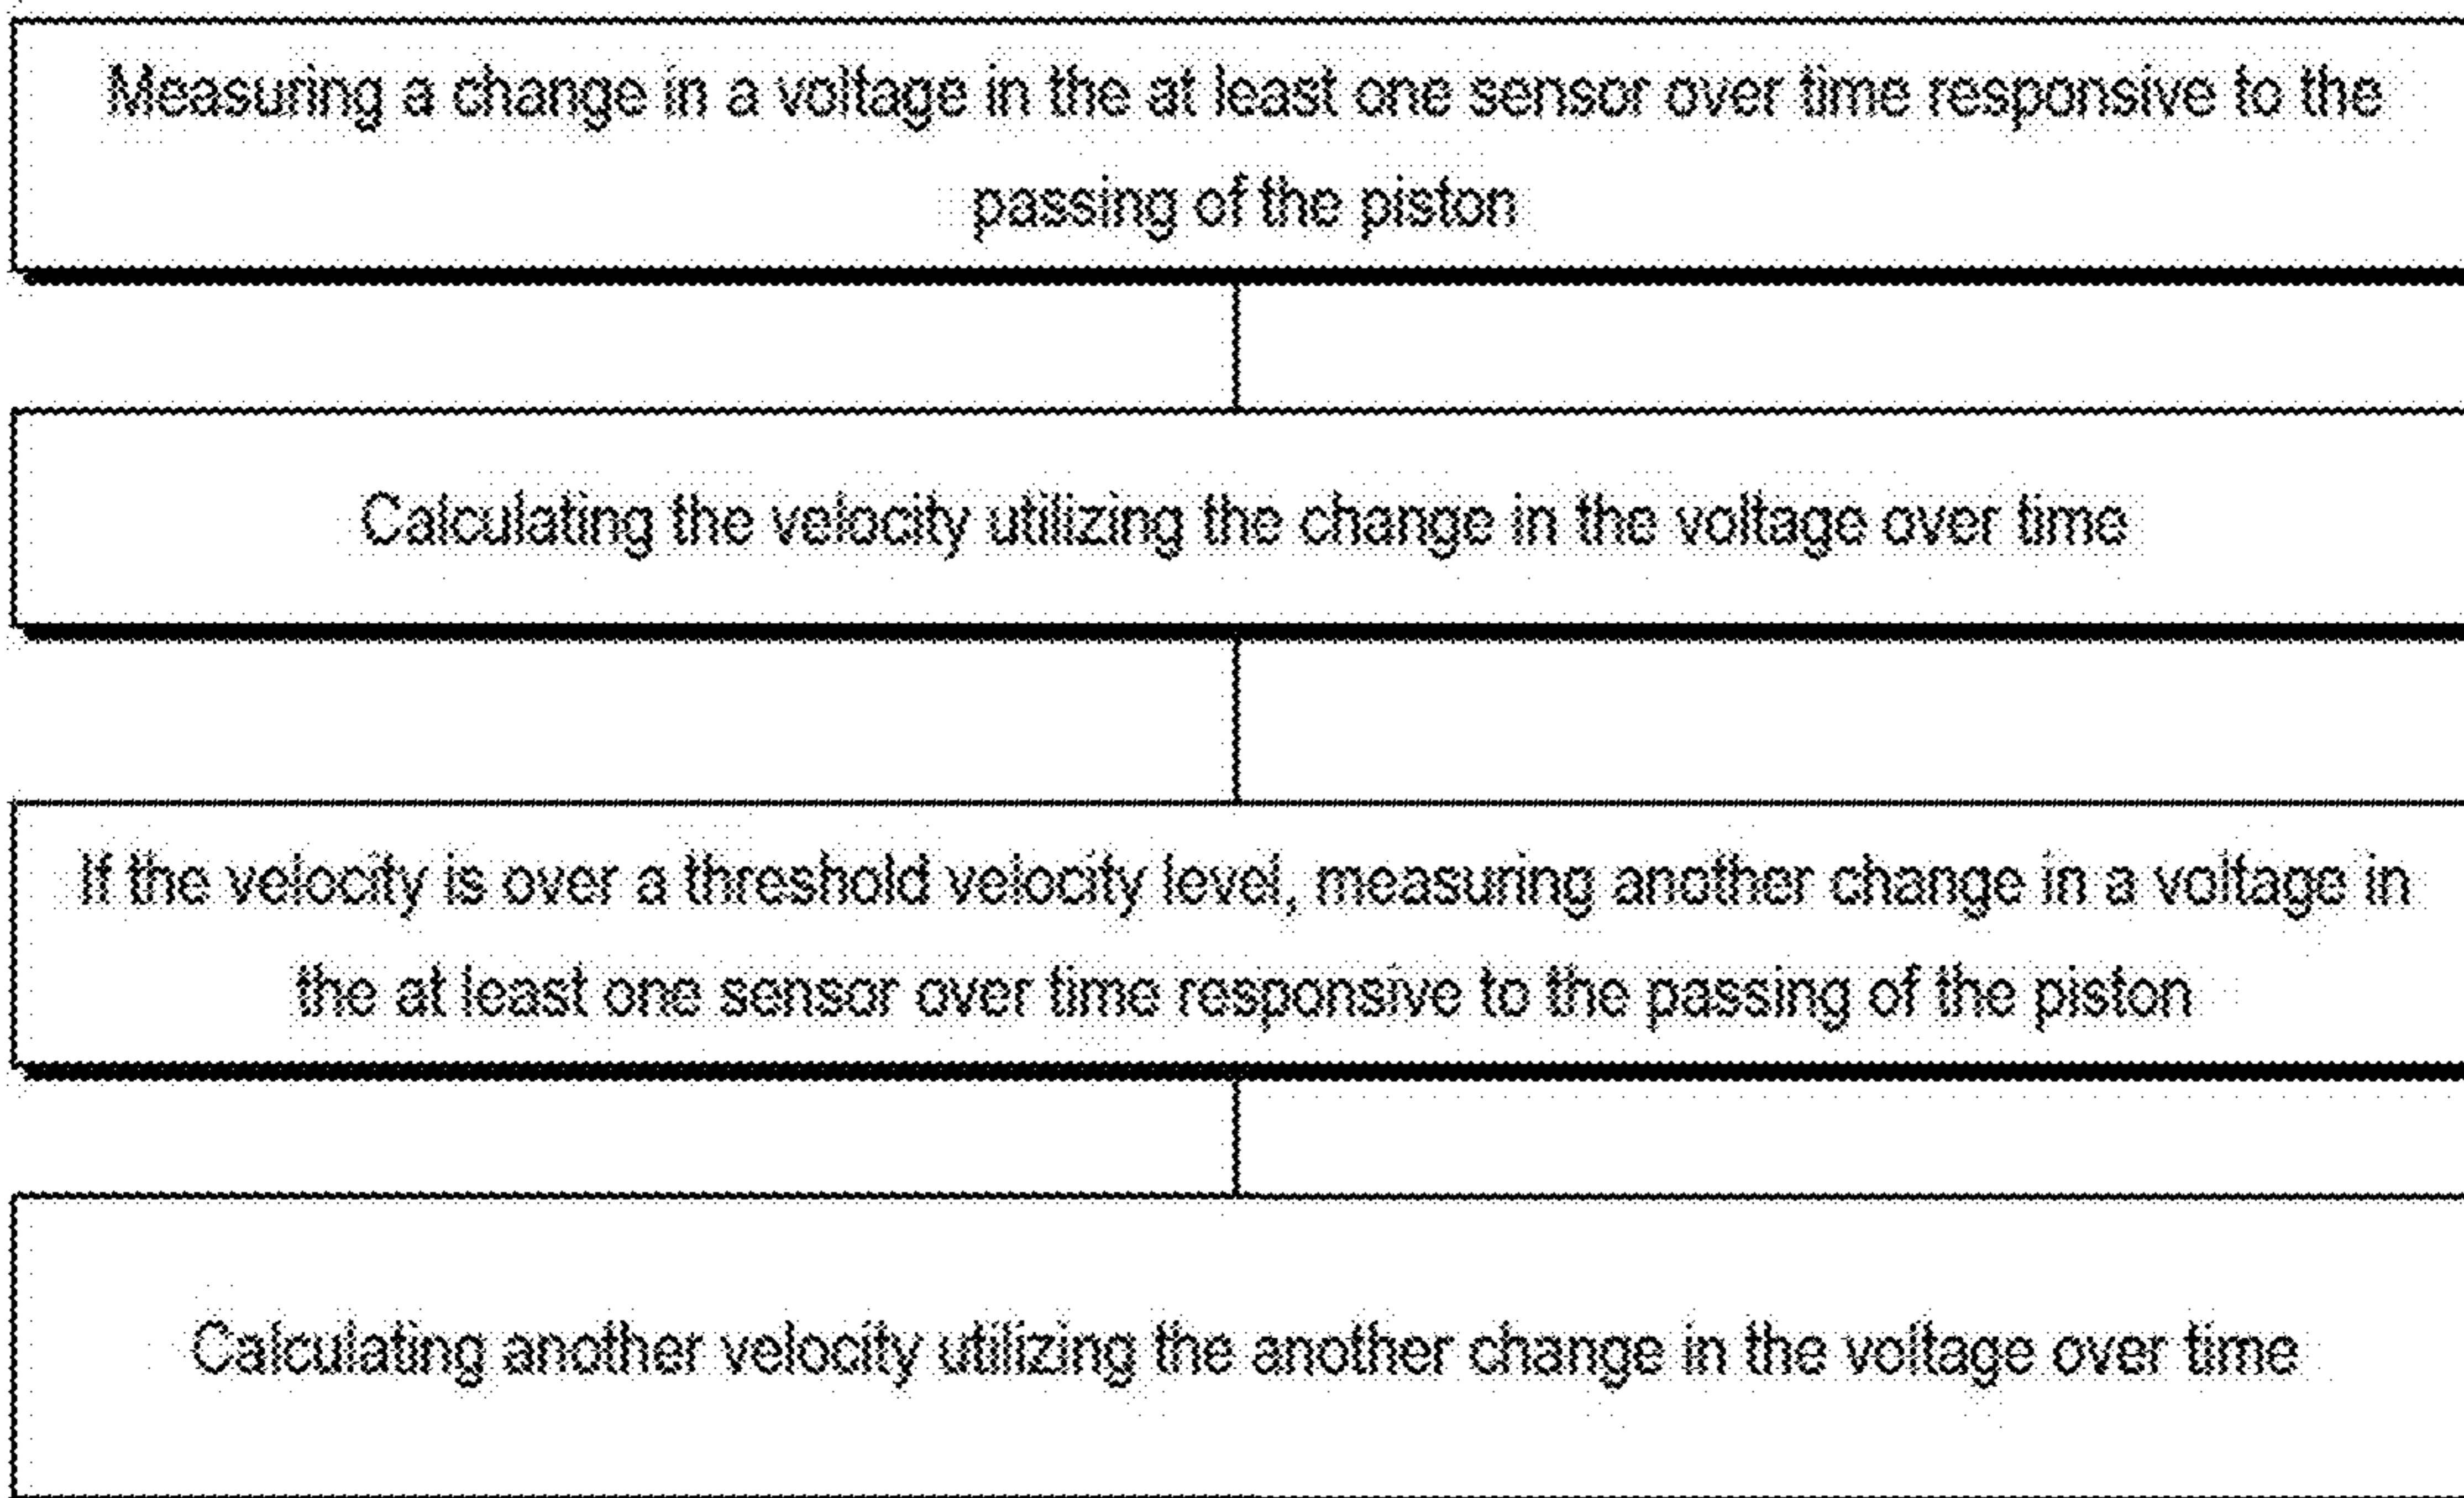 Measuring a change in a voltage in the at least one sensor over time responsive to the
passing of the piston
Calculating the velocity utilizing the change in the voltage over time
If the velocity is over a threshold velocity level, measuring another change in a voltage in
the at least one sensor over time responsive to the passing of the piston
Calculating another velocity utilizing the another change in the voltage over time